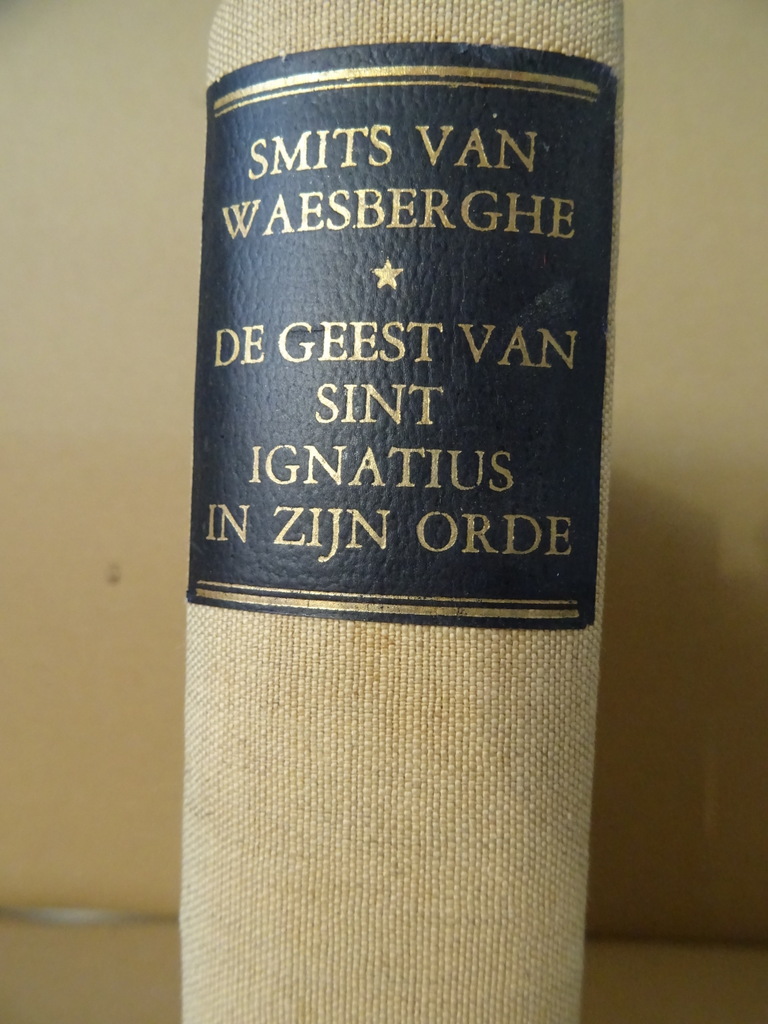 SMITS VAN
WAESBERGHE
DE GEEST VAN
SINT
IGNATIUS
IN ZIJN ORDE